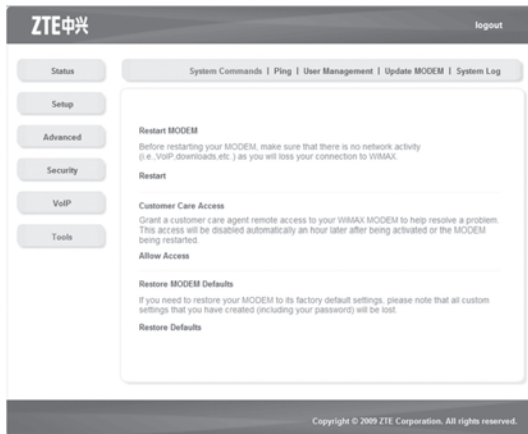 ZTE中兴
logout
Status
System Commands | Ping | User Management | Update MODEM | System Log
Setup
Advanced
Security
VoIP
Tools
Restart MODEM
Before restarting your MODEM, make sure that there is no network activity
(i.e.,VoIP,downloads,etc.) as you will loss your connection to WiMAX.
Restart
Customer Care Access
Grant a customer care agent remote access to your WiMAX MODEM to help resolve a problem.
This access will be disabled automatically an hour later after being activated or the MODEM
being restarted.
Allow Access
Restore MODEM Defaults
If you need to restore your MODEM to its factory default settings, please note that all custom
settings that you have created (including your password) will be lost.
Restore Defaults
Copyright © 2009 ZTE Corporation. All rights reserved.